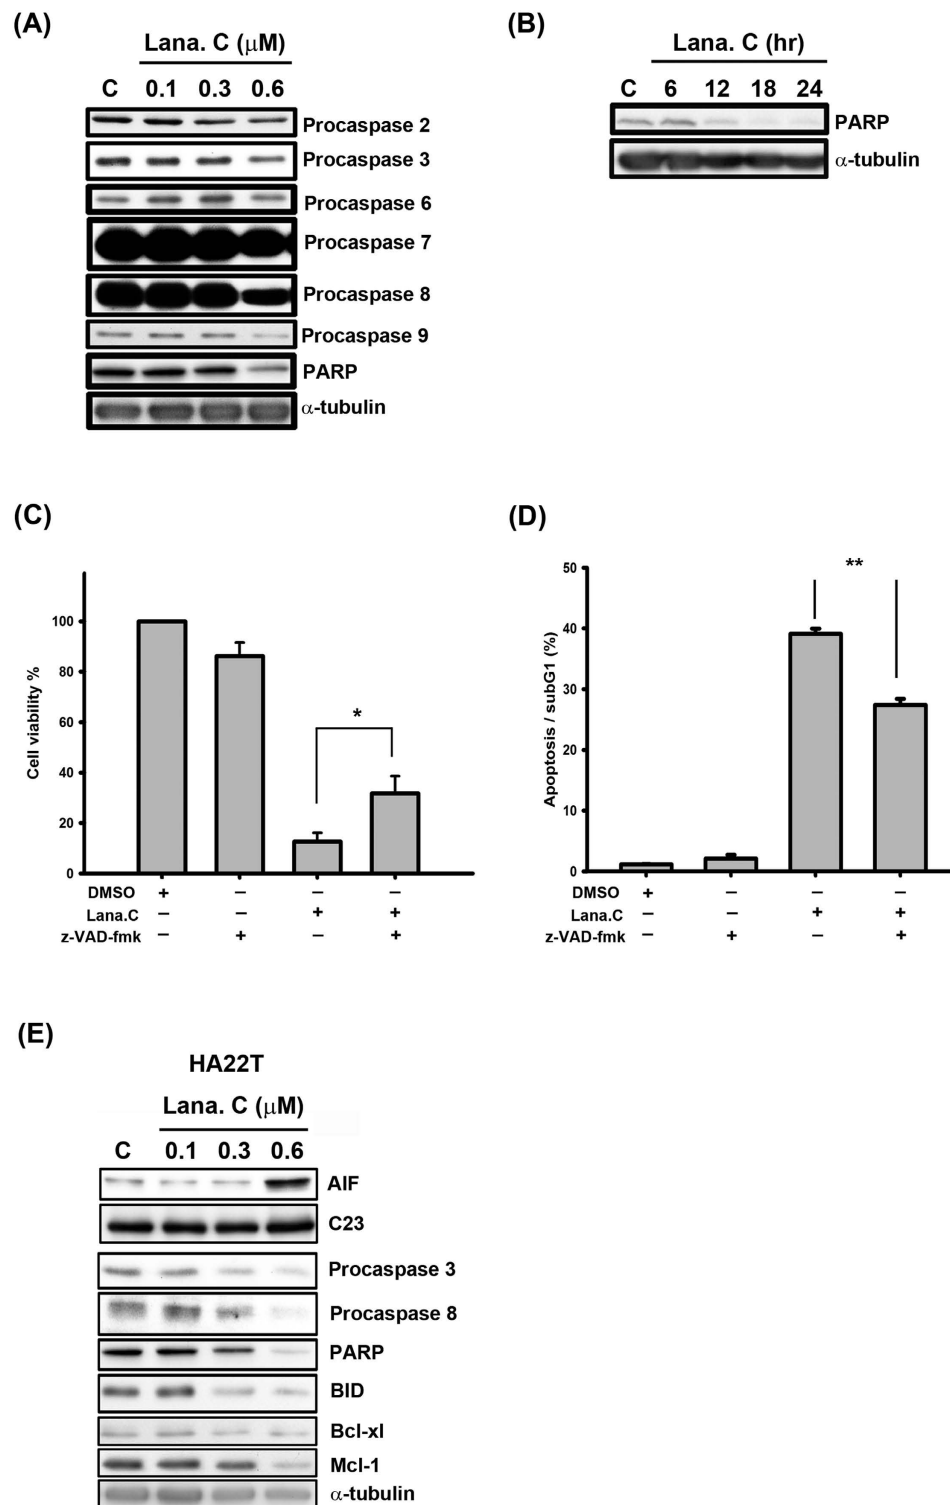 (A)
Lana. C (μM)
C 0.1 0.3 0.6
Procaspase 2
Procaspase 3
Procaspase 6
Procaspase 7
Procaspase 8
Procaspase 9
PARP
α-tubulin
(B)
Lana. C (hr)
C 6 12 18 24
PARP
α-tubulin
(C)
Cell viability %
100
80
60
40
20
0
*
DMSO + – – –
Lana.C – – + +
z-VAD-fmk – + – +
(D)
Apoptosis / subG1 (%)
50
40
30
20
10
0
**
DMSO + – – –
Lana.C – – + +
z-VAD-fmk – + – +
(E)
HA22T
Lana. C (μM)
C 0.1 0.3 0.6
AIF
C23
Procaspase 3
Procaspase 8
PARP
BID
Bcl-xl
Mcl-1
α-tubulin